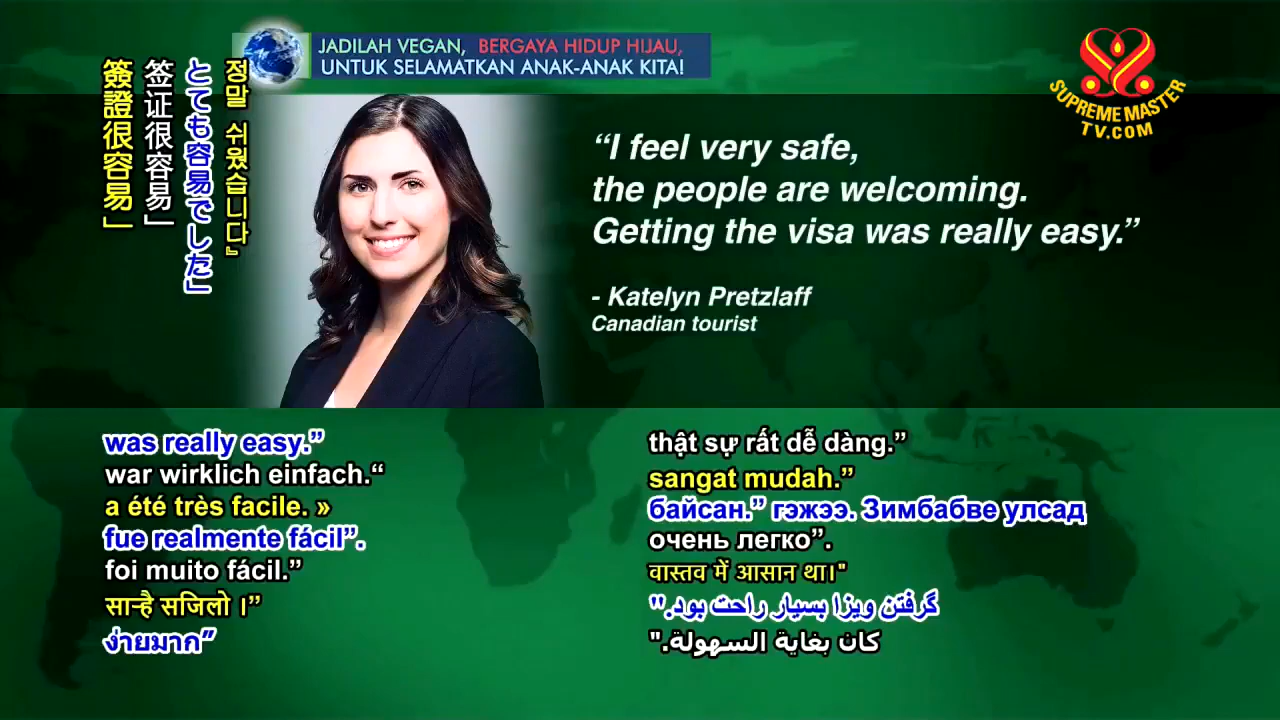 JADILAH VEGAN, BERGAYA HIDUP HIJAU,
UNTUK SELAMATKAN ANAK-ANAK KITA!
SUPREME MASTER
TV.COM
정말 쉬웠습니다』
とても容易でした」
签证很容易」
簽證很容易」
“I feel very safe,
the people are welcoming.
Getting the visa was really easy.”
- Katelyn Pretzlaff
Canadian tourist
was really easy.”
war wirklich einfach.“
a été très facile. »
fue realmente fácil”.
foi muito fácil.”
साऱ्है सजिलो ।”
ง่ายมาก”
thật sự rất dễ dàng.”
sangat mudah.”
байсан.” гэжээ. Зимбабве улсад
очень легко”.
वास्तव में आसान था।"
گرفتن ویزا بسیار راحت بود."
كان بغاية السهولة."